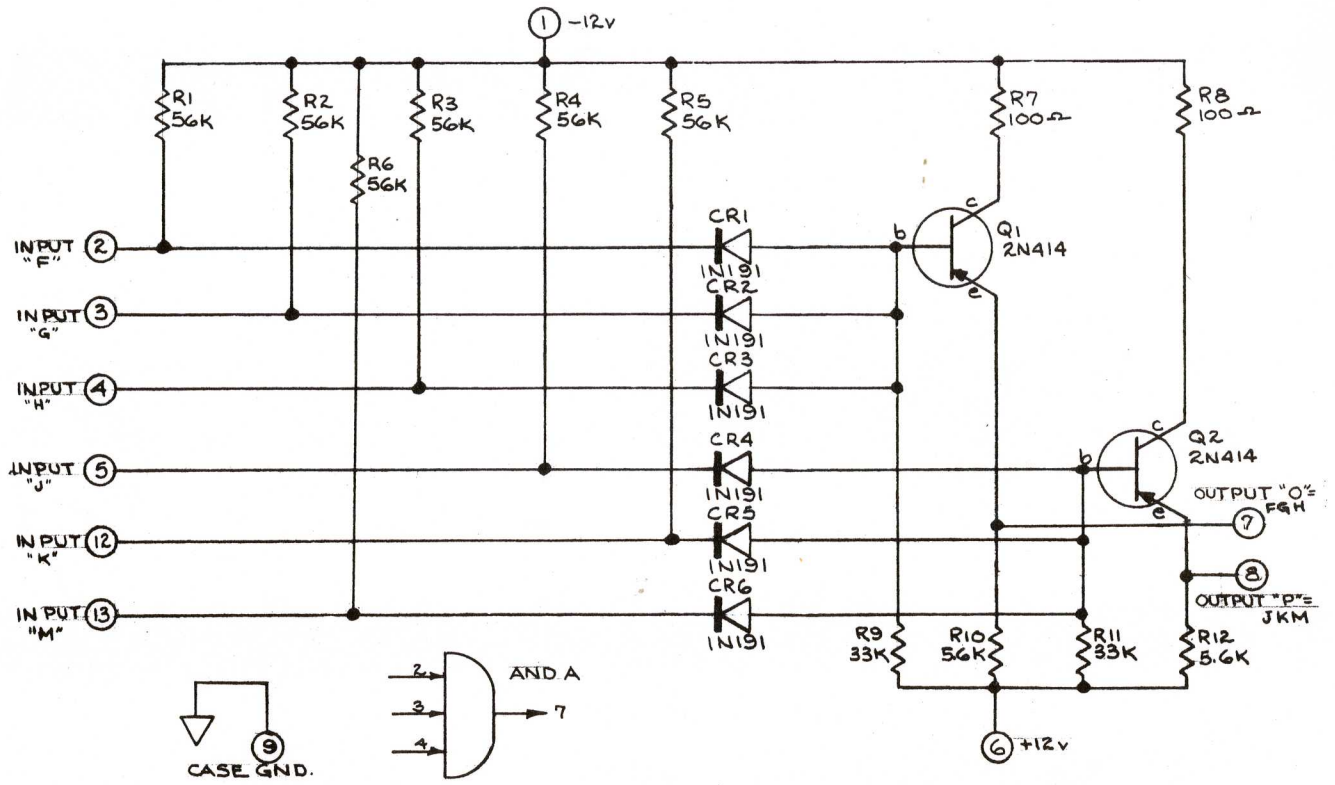 1 -12v
R1
56K
R2
56K
R3
56K
R4
56K
R5
56K
R7
100Ω
R8
100Ω
R6
56K
INPUT 2
"F"
CR1
1N191
b
c
e
Q1
2N414
INPUT 3
"G"
CR2
1N191
INPUT 4
"H"
CR3
1N191
INPUT 5
"J"
CR4
1N191
b
c
e
Q2
2N414
OUTPUT "O"=
FGH
7
INPUT 12
"K"
CR5
1N191
8
OUTPUT "P"=
JKM
INPUT 13
"M"
CR6
1N191
R9
33K
R10
5.6K
R11
33K
R12
5.6K
2
3
4
AND A
7
9
CASE GND.
6 +12v